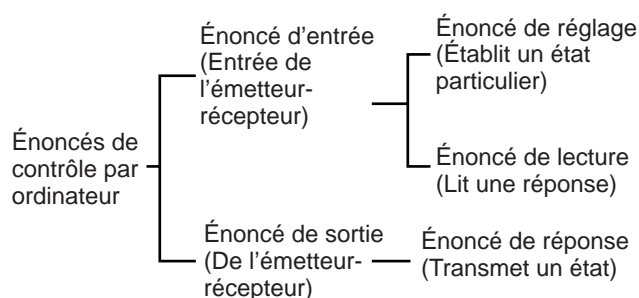 Énoncés de
contrôle par
ordinateur
Énoncé d'entrée
(Entrée de
l'émetteur-
récepteur)
Énoncé de réglage
(Établit un état
particulier)
Énoncé de lecture
(Lit une réponse)
Énoncé de sortie
(De l'émetteur-
récepteur)
Énoncé de réponse
(Transmet un état)